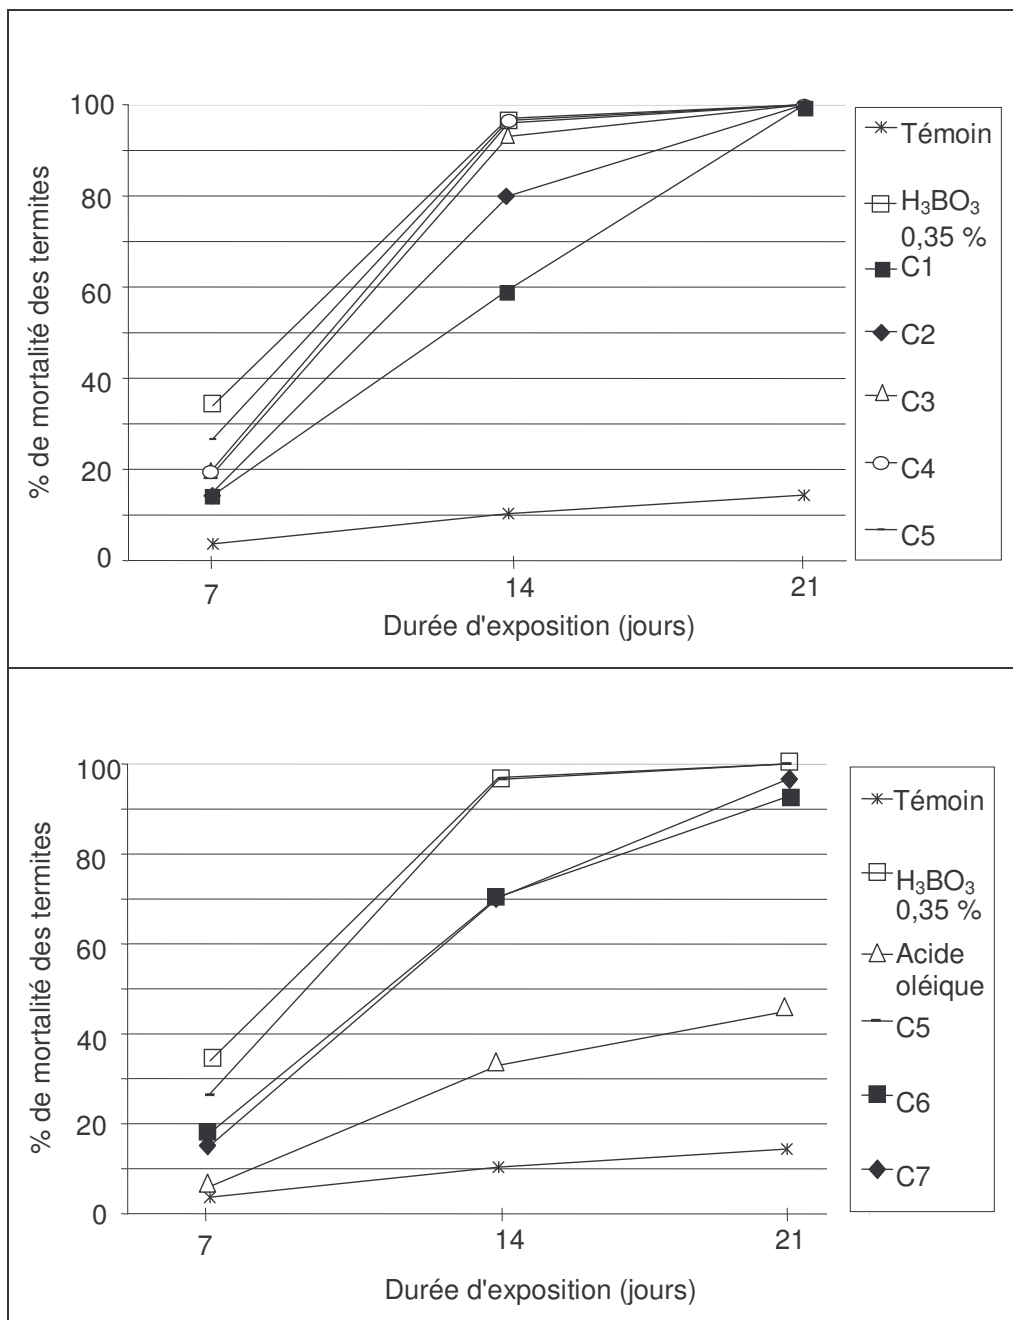 100
80
60
40
20
0
% de mortalité des termites
7
14
21
Durée d'exposition (jours)
Témoin
H₃BO₃
0,35 %
C1
C2
C3
C4
C5
100
80
60
40
20
0
% de mortalité des termites
7
14
21
Durée d'exposition (jours)
Témoin
H₃BO₃
0,35 %
Acide
oléique
C5
C6
C7